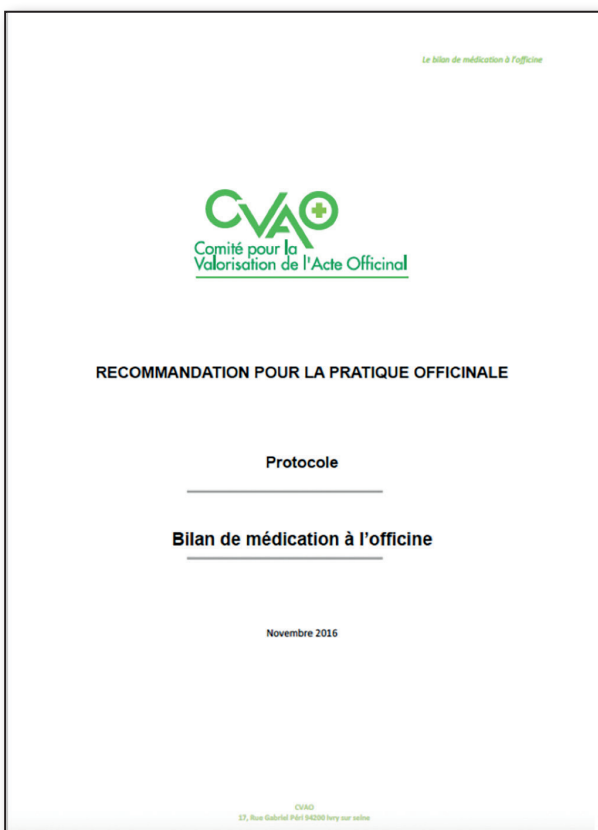 Le bilan de médication à l'officine
CVAO
Comité pour la
Valorisation de l'Acte Officinal
RECOMMANDATION POUR LA PRATIQUE OFFICINALE
Protocole
Bilan de médication à l'officine
Novembre 2016
CVAO
17, Rue Gabriel Péri 94200 Ivry sur seine